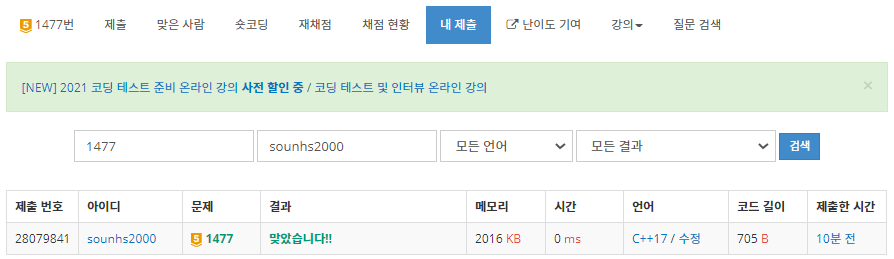 5 1477번 제출 맞은 사람 숏코딩 재채점 채점 현황 내 제출 난이도 기여 강의 질문 검색
[NEW] 2021 코딩 테스트 준비 온라인 강의 사전 할인 중 / 코딩 테스트 및 인터뷰 온라인 강의 ×
1477 sounhs2000 모든 언어 모든 결과 검색
제출 번호 아이디 문제 결과 메모리 시간 언어 코드 길이 제출한 시간
28079841 sounhs2000 5 1477 맞았습니다!! 2016 KB 0 ms C++17 / 수정 705 B 10분 전